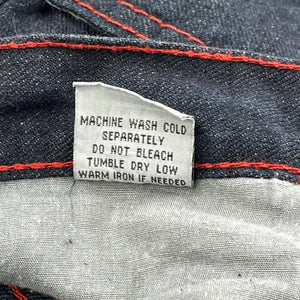 MACHINE WASH COLD
SEPARATELY
DO NOT BLEACH
TUMBLE DRY LOW
WARM IRON IF NEEDED